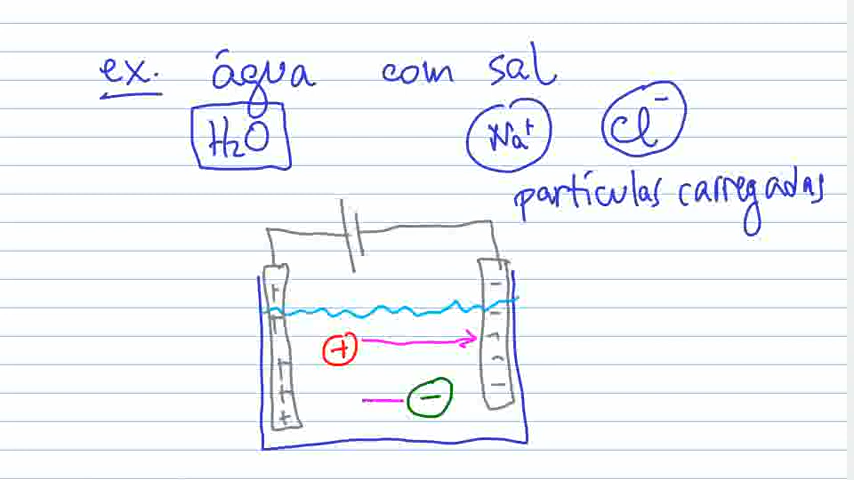 ex. água com sal
H₂O Na⁺ Cl⁻
partículas carregadas
+ -
+ -
+ + -
+ - -
+ -